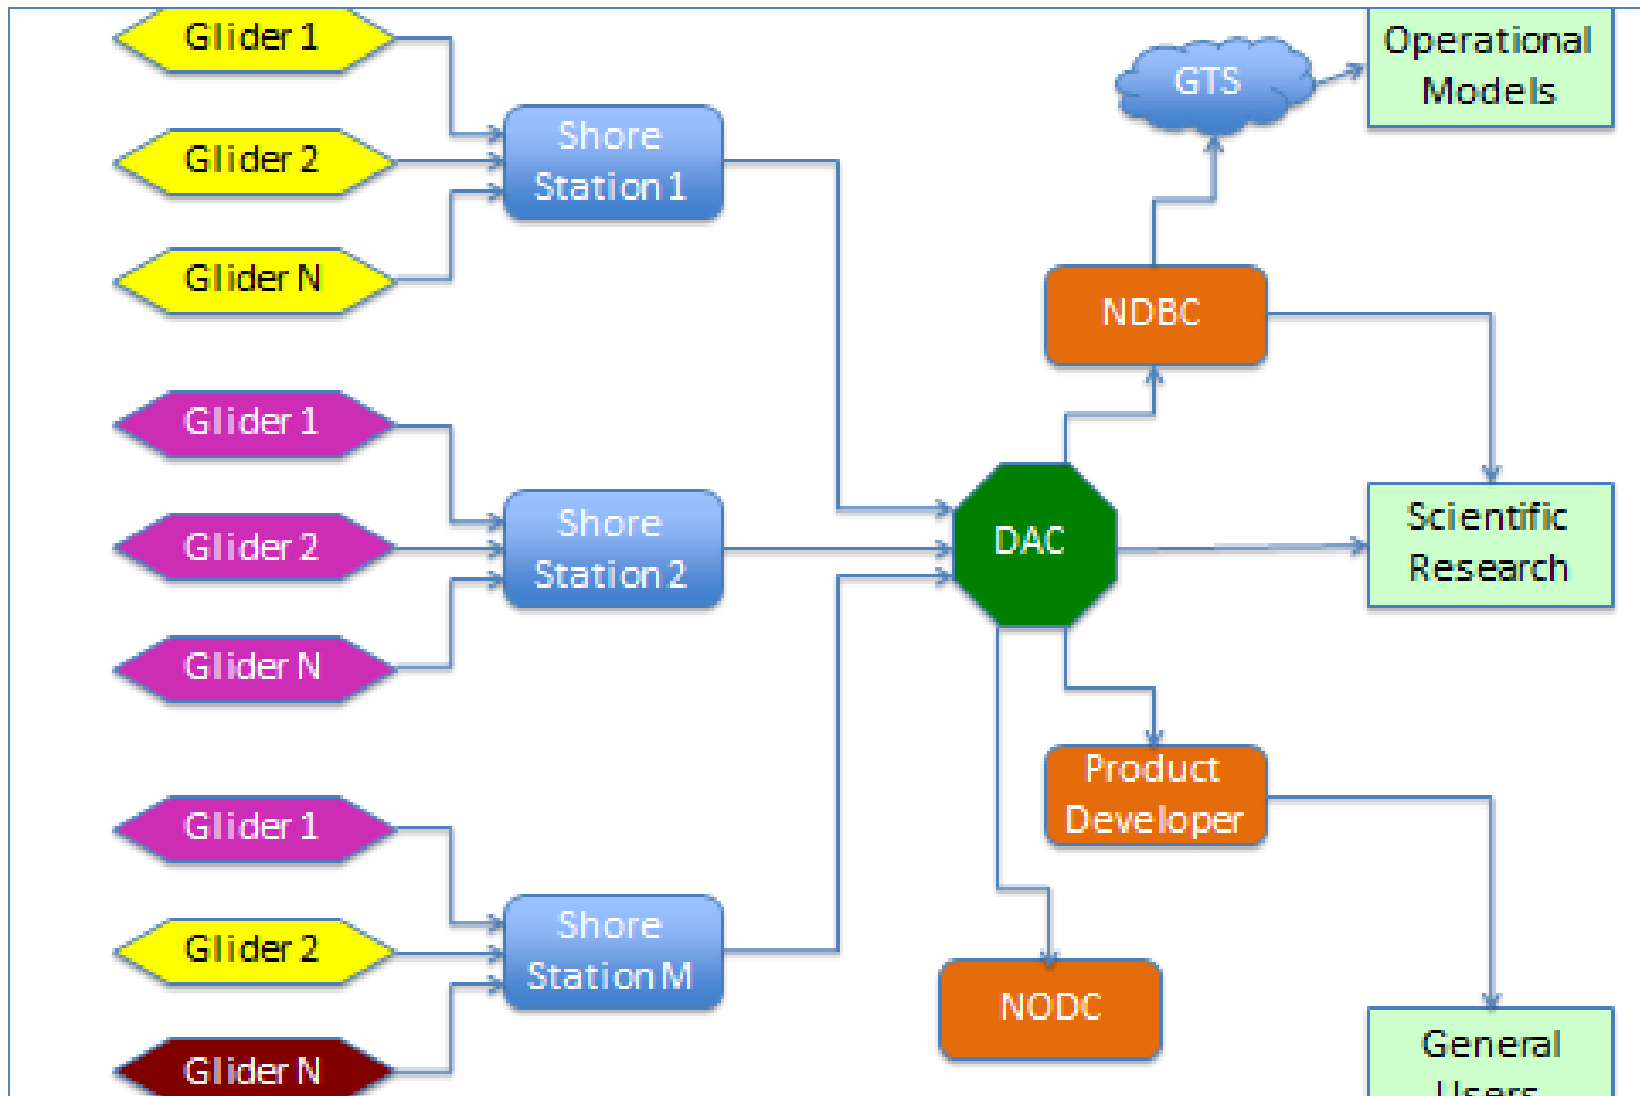 Glider 1
Glider 2
Glider N
Shore
Station 1
Glider 1
Glider 2
Glider N
Shore
Station 2
Glider 1
Glider 2
Glider N
Shore
Station M
DAC
GTS
NDBC
Product
Developer
NODC
Operational
Models
Scientific
Research
General
Users